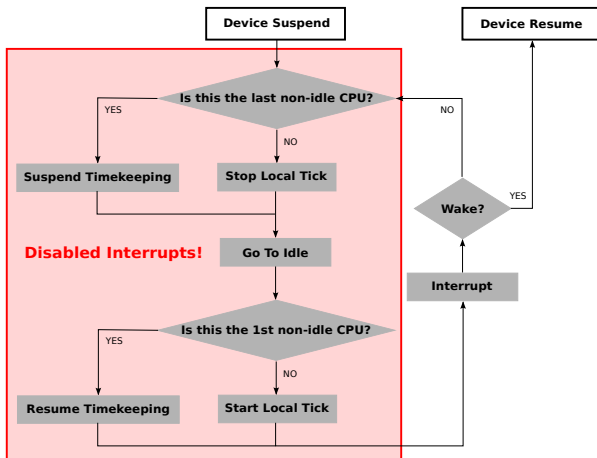 Device Suspend
Device Resume
Is this the last non-idle CPU?
YES
NO
NO
Suspend Timekeeping
Stop Local Tick
Wake?
YES
Disabled Interrupts!
Go To Idle
Interrupt
Is this the 1st non-idle CPU?
YES
NO
Resume Timekeeping
Start Local Tick